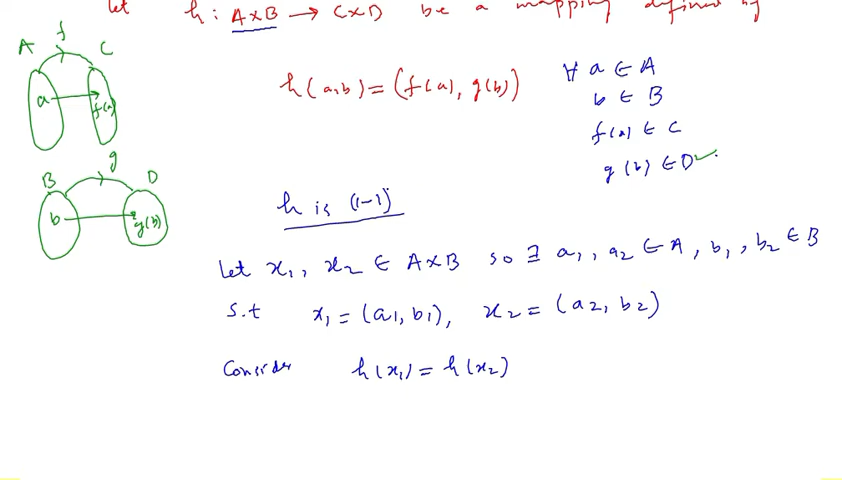 let h: A×B → C×D be a mapping defined by
h(a,b) = (f(a), g(b)) ∀ a ∈ A
b ∈ B
f(a) ∈ C
g(b) ∈ D
f
A C
a f(a)
g
B D
b g(b)
h is (1-1)
Let x₁, x₂ ∈ A×B so ∃ a₁, a₂ ∈ A, b₁, b₂ ∈ B
s.t x₁ = (a₁, b₁), x₂ = (a₂, b₂)
Consider h(x₁) = h(x₂)